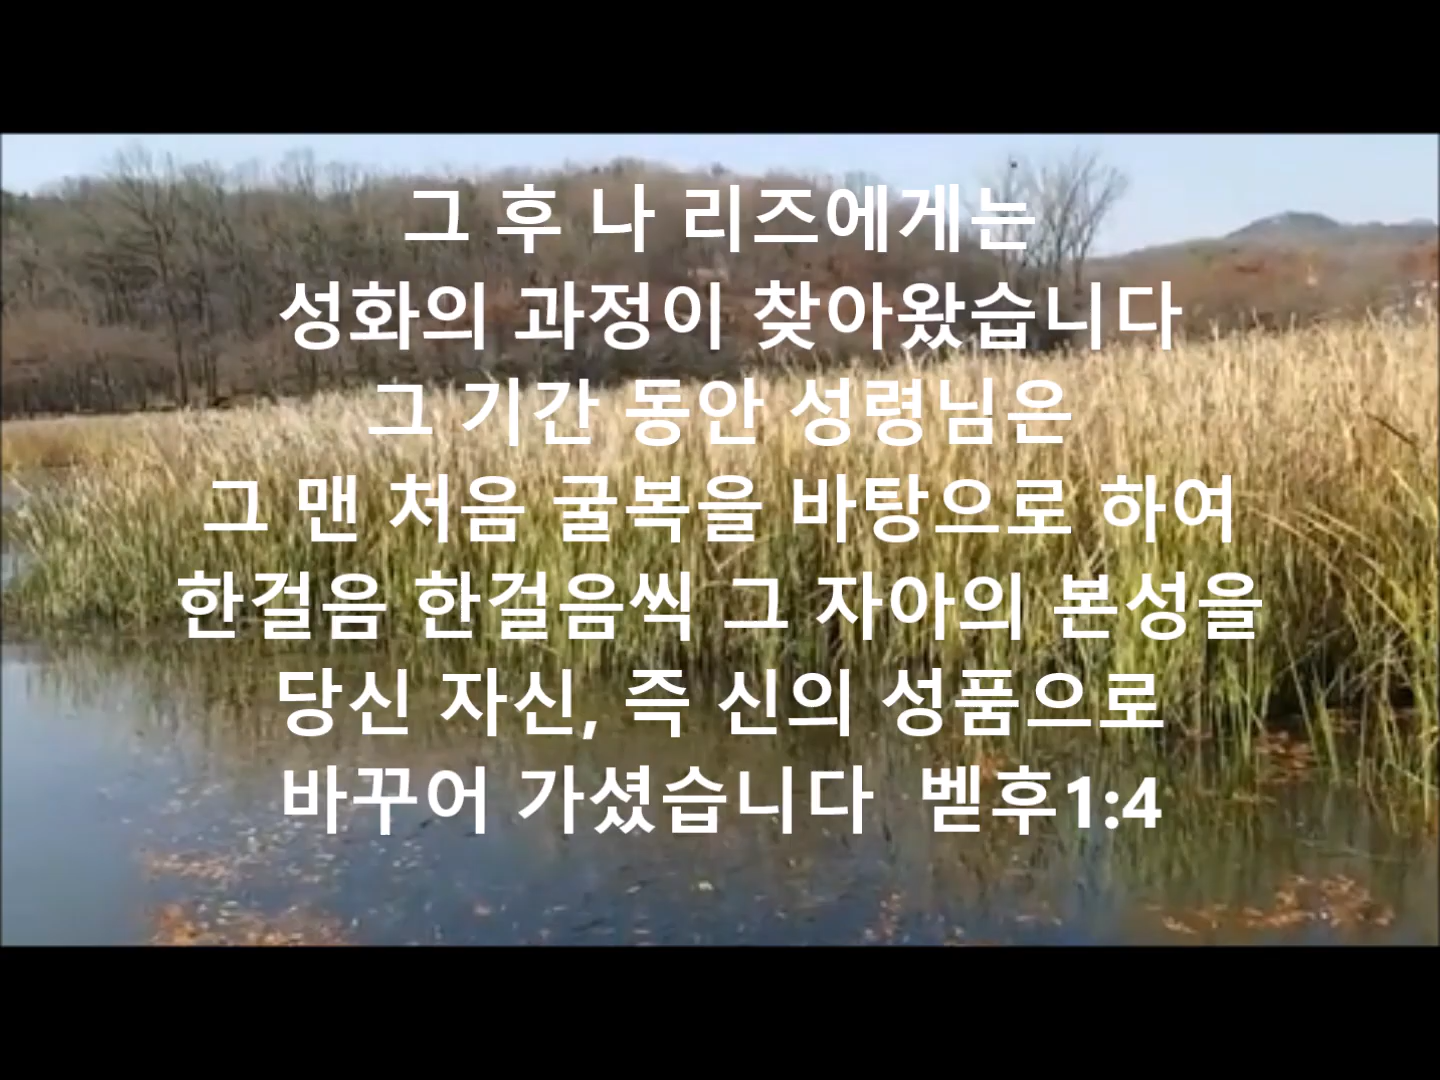 그 후 나 리즈에게는
성화의 과정이 찾아왔습니다
그 기간 동안 성령님은
그 맨 처음 굴복을 바탕으로 하여
한걸음 한걸음씩 그 자아의 본성을
당신 자신, 즉 신의 성품으로
바꾸어 가셨습니다 벧후1:4